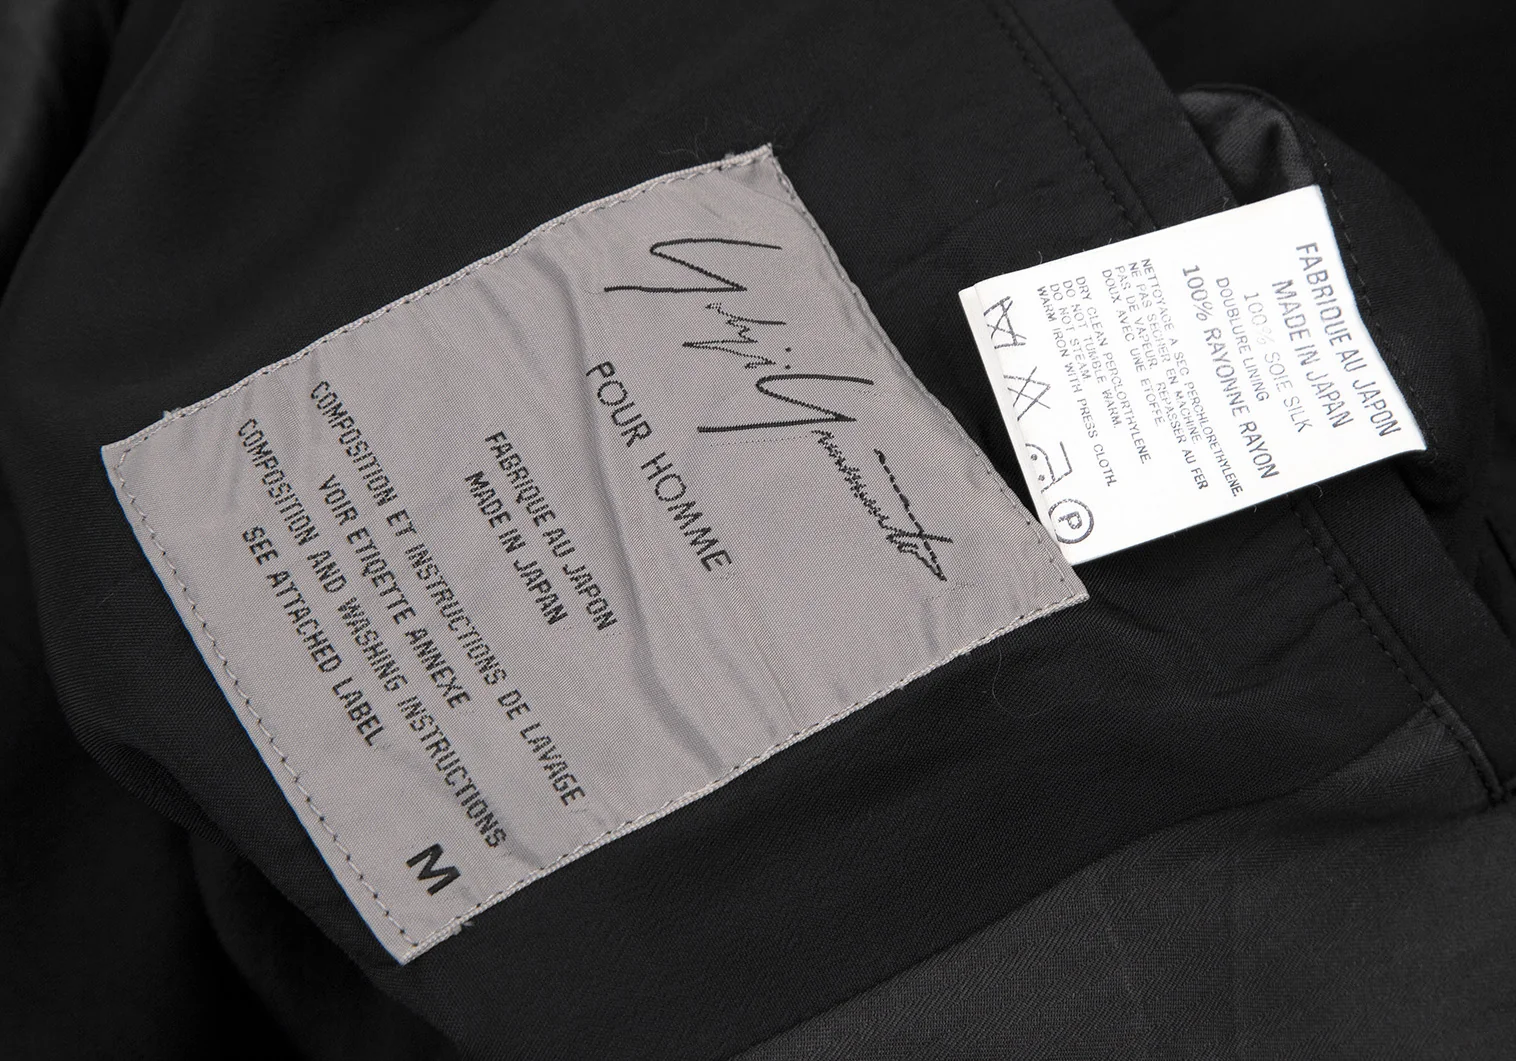 Yohji Yamamoto
POUR HOMME
FABRIQUE AU JAPON
MADE IN JAPAN
COMPOSITION ET INSTRUCTIONS DE LAVAGE
VOIR ETIQETTE ANNEXE
COMPOSITION AND WASHING INSTRUCTIONS
SEE ATTACHED LABEL
M
FABRIQUE AU JAPON
MADE IN JAPAN
100% SOIE SILK
DOUBLURE LINING
100% RAYONNE RAYON
NETTOYAGE A SEC PERCHLORETHYLENE.
NE PAS SECHER EN MACHINE
PAS DE VAPEUR. REPASSER AU FER
DOUX AVEC UNE ETOFFE.
DRY CLEAN PERCLORTHYLENE.
DO NOT TUMBLE WARM.
DO NOT STEAM
WARM IRON WITH PRESS CLOTH.
P